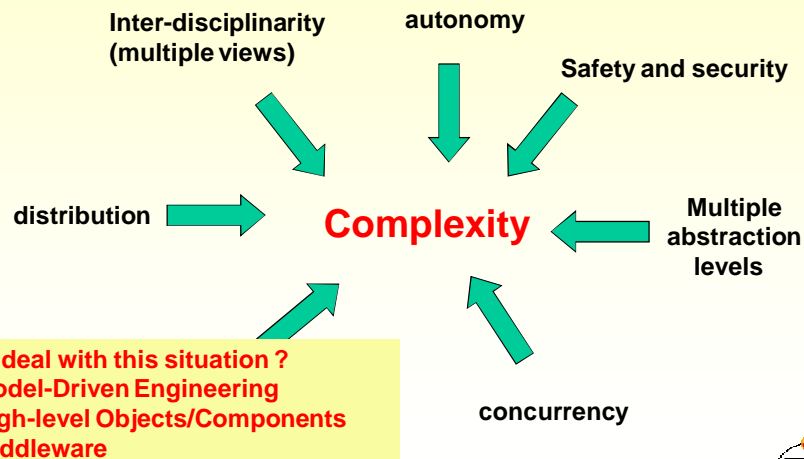 Inter-disciplinarity
(multiple views)
autonomy
Safety and security
distribution
Complexity
Multiple
abstraction
levels
deal with this situation ?
odel-Driven Engineering
gh-level Objects/Components
ddleware
concurrency